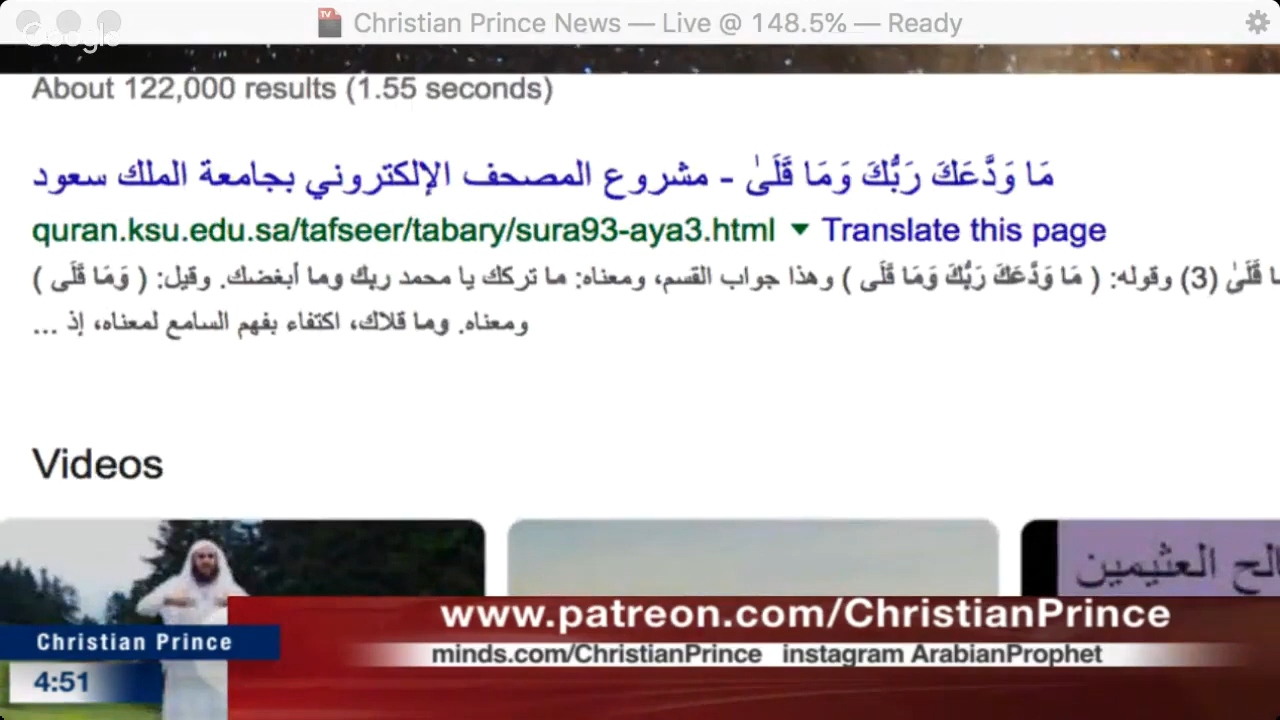 Christian Prince News — Live @ 148.5% — Ready
Google
About 122,000 results (1.55 seconds)
مَا وَدَّعَكَ رَبُّكَ وَمَا قَلَىٰ - مشروع المصحف الإلكتروني بجامعة الملك سعود
quran.ksu.edu.sa/tafseer/tabary/sura93-aya3.html ▼ Translate this page
قَلَىٰ (3) وقوله: ( مَا وَدَّعَكَ رَبُّكَ وَمَا قَلَى ) وهذا جواب القسم، ومعناه: ما تركك يا محمد ربك وما أبغضك. وقيل: ( وَمَا قَلَى )
ومعناه. وما قلاك، اكتفاء بفهم السامع لمعناه، إذ ...
Videos
العثيمين
www.patreon.com/ChristianPrince
Christian Prince
minds.com/ChristianPrince instagram ArabianProphet
4:51